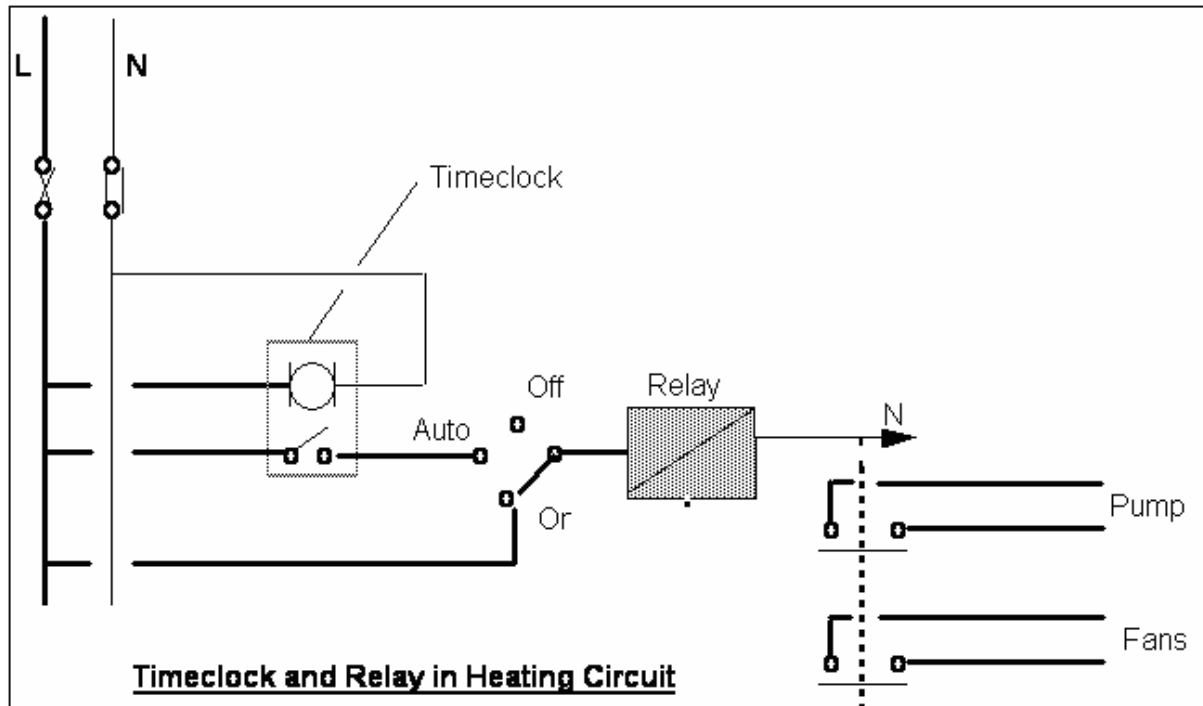 L
N
Timeclock
Off
Relay
Auto
N
Or
Pump
Fans
Timeclock and Relay in Heating Circuit